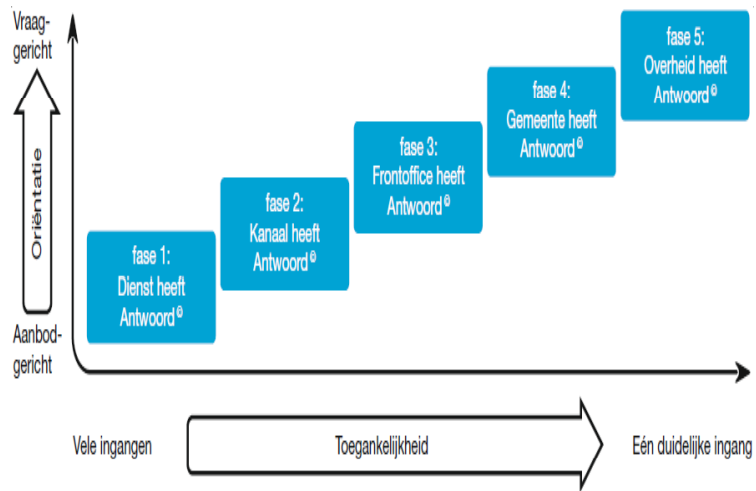 Vraag-
gericht
Oriëntatie
Aanbod-
gericht
fase 1:
Dienst heeft
Antwoord©
fase 2:
Kanaal heeft
Antwoord©
fase 3:
Frontoffice heeft
Antwoord©
fase 4:
Gemeente heeft
Antwoord©
fase 5:
Overheid heeft
Antwoord©
Vele ingangen
Toegankelijkheid
Eén duidelijke ingang